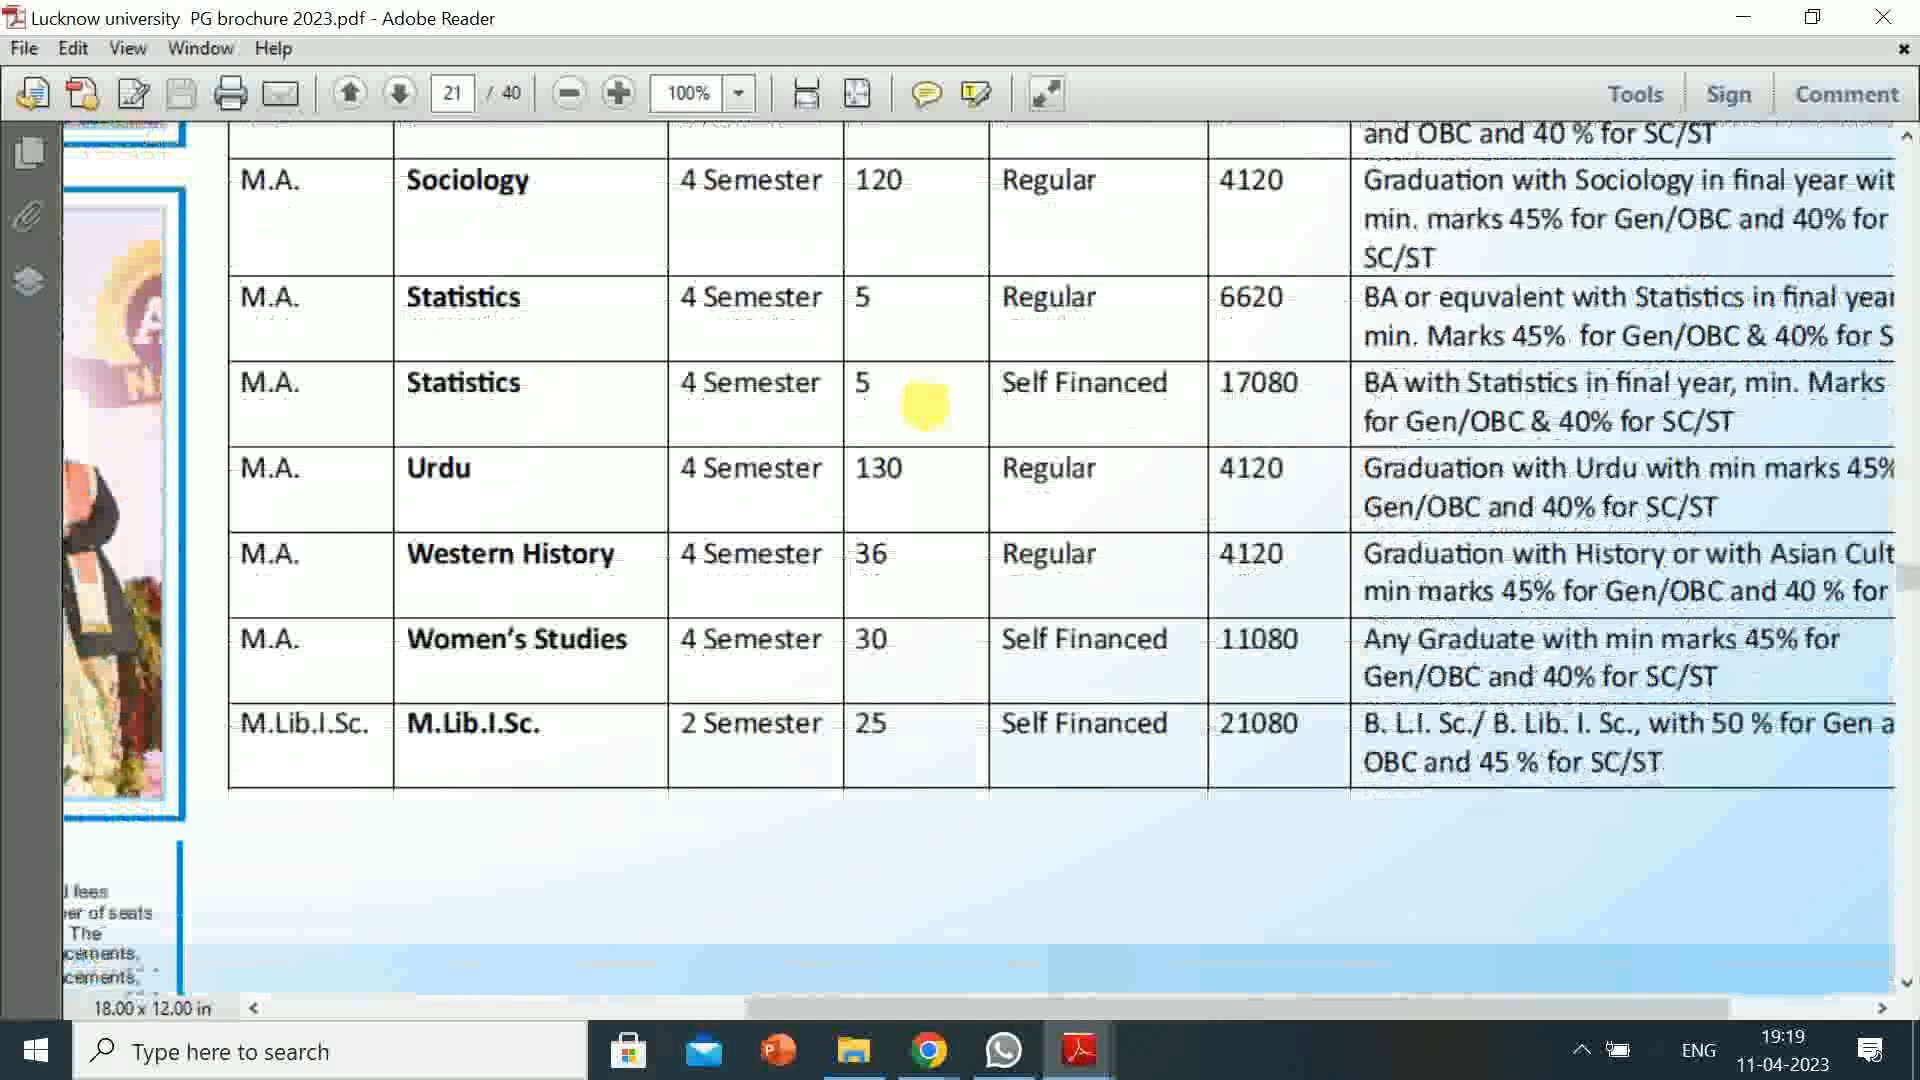 Lucknow university PG brochure 2023.pdf - Adobe Reader
File Edit View Window Help
21 / 40 100% Tools Sign Comment
and OBC and 40 % for SC/ST
M.A. Sociology 4 Semester 120 Regular 4120 Graduation with Sociology in final year wit
min. marks 45% for Gen/OBC and 40% for
SC/ST
M.A. Statistics 4 Semester 5 Regular 6620 BA or equvalent with Statistics in final year
min. Marks 45% for Gen/OBC & 40% for S
M.A. Statistics 4 Semester 5 Self Financed 17080 BA with Statistics in final year, min. Marks
for Gen/OBC & 40% for SC/ST
M.A. Urdu 4 Semester 130 Regular 4120 Graduation with Urdu with min marks 45%
Gen/OBC and 40% for SC/ST
M.A. Western History 4 Semester 36 Regular 4120 Graduation with History or with Asian Cult
min marks 45% for Gen/OBC and 40 % for
M.A. Women's Studies 4 Semester 30 Self Financed 11080 Any Graduate with min marks 45% for
Gen/OBC and 40% for SC/ST
M.Lib.I.Sc. M.Lib.I.Sc. 2 Semester 25 Self Financed 21080 B. L.I. Sc./ B. Lib. I. Sc., with 50 % for Gen a
OBC and 45 % for SC/ST
fees
er of seats
The
cements,
cements,
18.00 x 12.00 in
Type here to search
ENG
19:19
11-04-2023